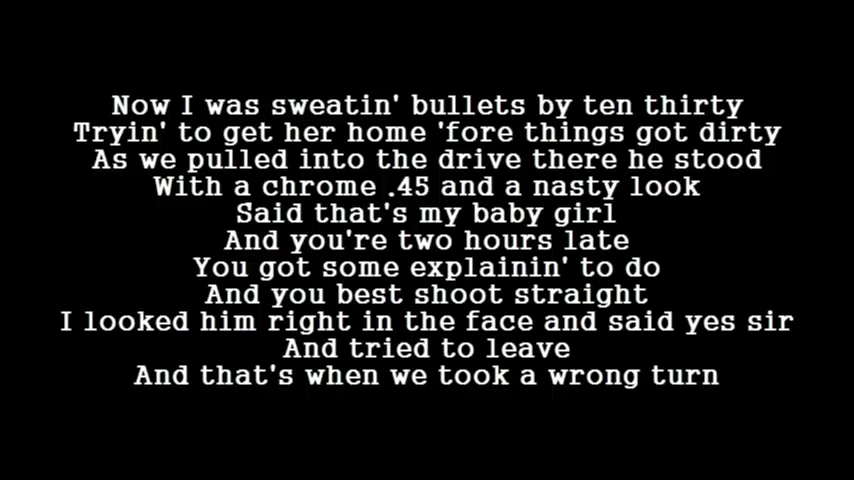 Now I was sweatin' bullets by ten thirty
Tryin' to get her home 'fore things got dirty
As we pulled into the drive there he stood
With a chrome .45 and a nasty look
Said that's my baby girl
And you're two hours late
You got some explainin' to do
And you best shoot straight
I looked him right in the face and said yes sir
And tried to leave
And that's when we took a wrong turn